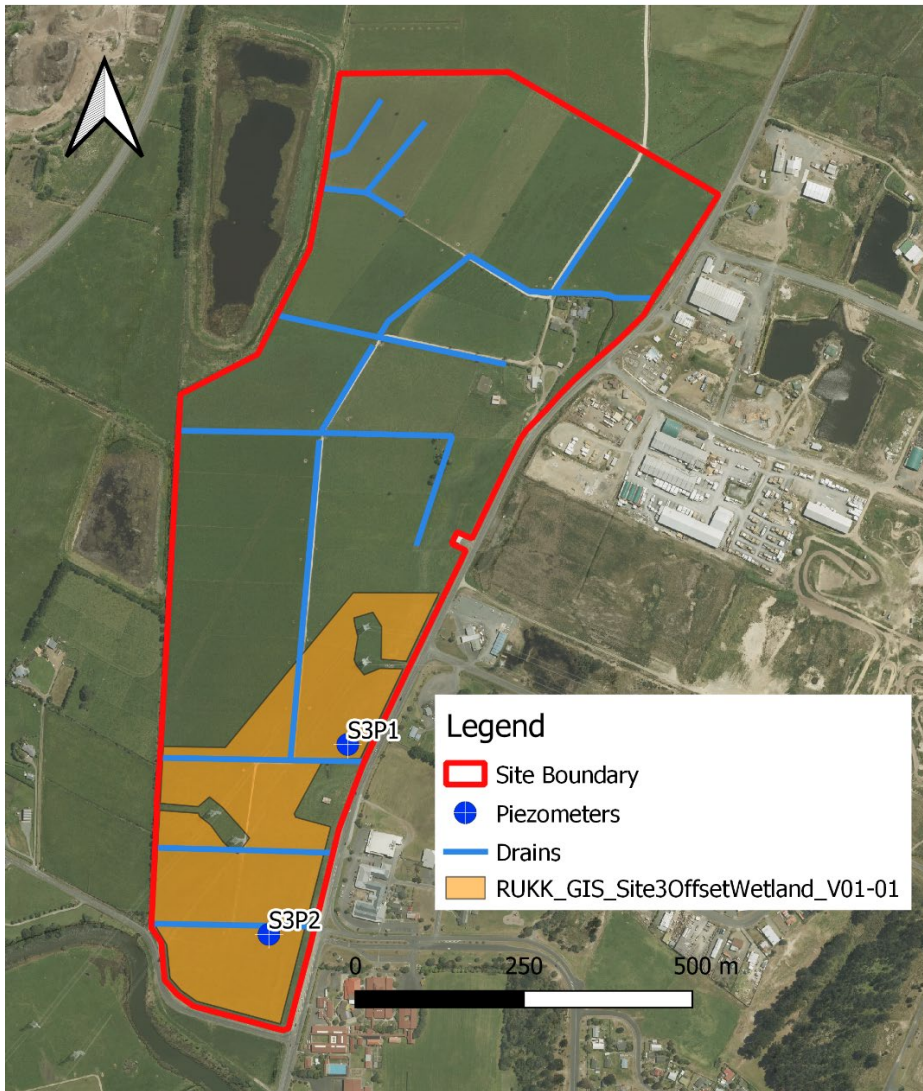 S3P1
Legend
Site Boundary
Piezometers
Drains
RUKK_GIS_Site3OffsetWetland_V01-01
S3P2
0 250 500 m